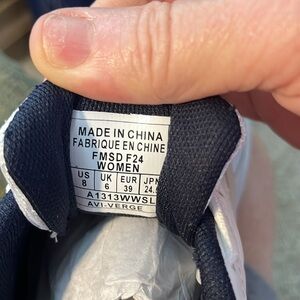 MADE IN CHINA
FABRIQUE EN CHINE
FMSD F24
WOMEN
US UK EUR JPN
8 6 39 24.5
A1313WWSL
AVI-VERGE